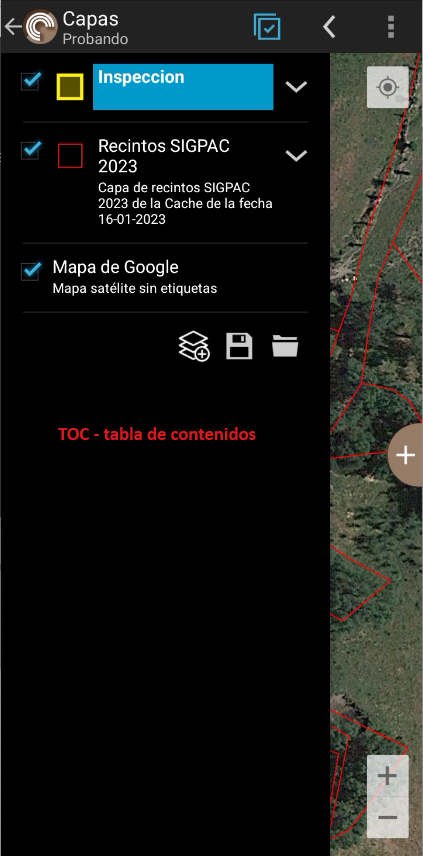 Capas
Probando
Inspeccion
Recintos SIGPAC
2023
Capa de recintos SIGPAC
2023 de la Cache de la fecha
16-01-2023
Mapa de Google
Mapa satélite sin etiquetas
TOC - tabla de contenidos